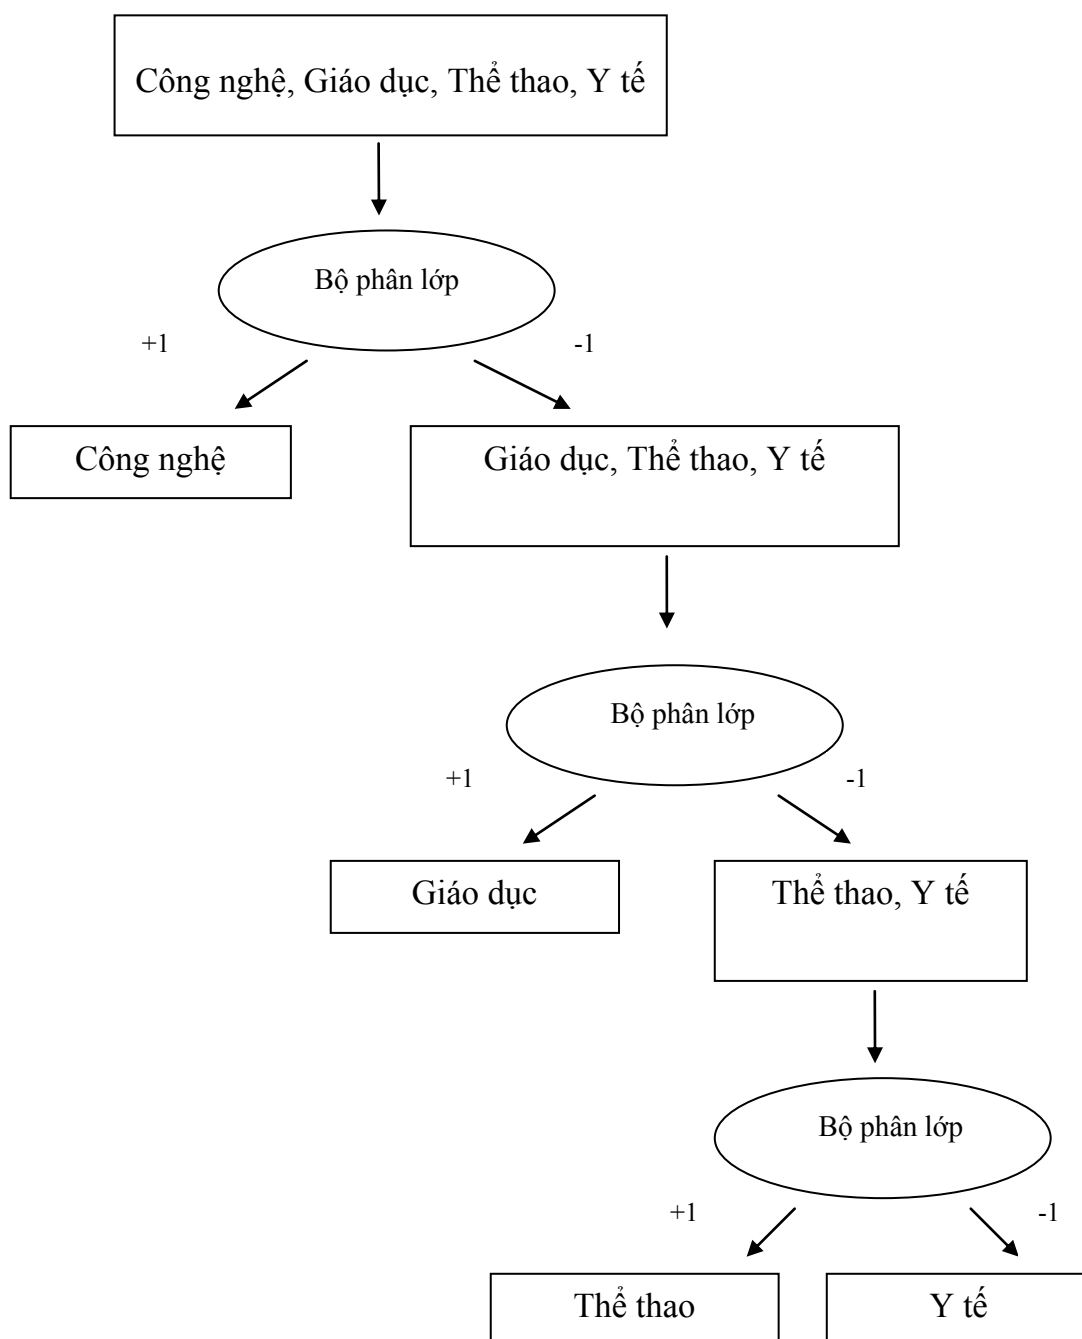 Công nghệ, Giáo dục, Thể thao, Y tế
Bộ phân lớp
+1
-1
Công nghệ
Giáo dục, Thể thao, Y tế
Bộ phân lớp
+1
-1
Giáo dục
Thể thao, Y tế
Bộ phân lớp
+1
-1
Thể thao
Y tế